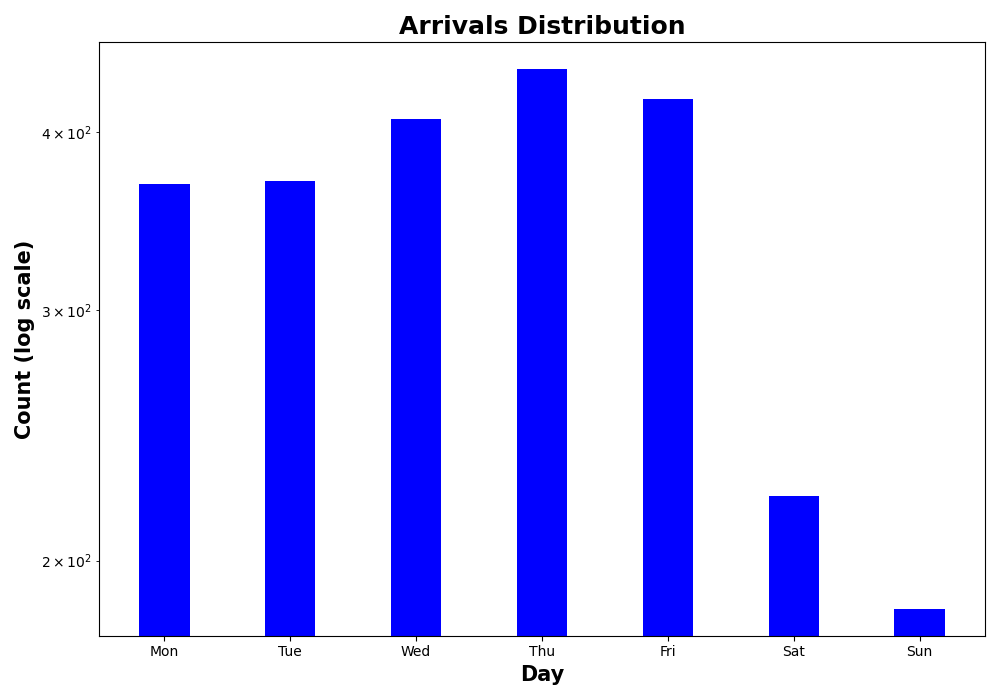 Arrivals Distribution
Count (log scale)
4 × 10²
3 × 10²
2 × 10²
Mon Tue Wed Thu Fri Sat Sun
Day